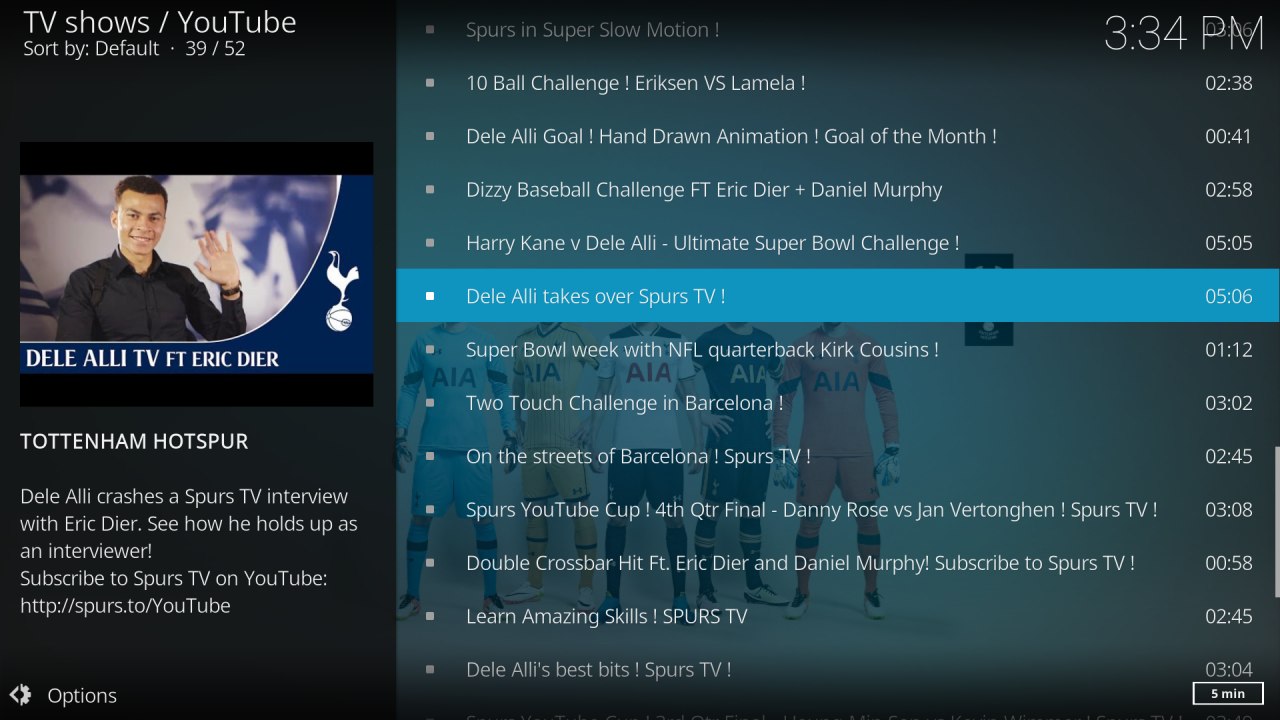 TV shows / YouTube
Sort by: Default · 39 / 52
3:34 PM
Spurs in Super Slow Motion ! 03:06
10 Ball Challenge ! Eriksen VS Lamela ! 02:38
Dele Alli Goal ! Hand Drawn Animation ! Goal of the Month ! 00:41
Dizzy Baseball Challenge FT Eric Dier + Daniel Murphy 02:58
Harry Kane v Dele Alli - Ultimate Super Bowl Challenge ! 05:05
Dele Alli takes over Spurs TV ! 05:06
Super Bowl week with NFL quarterback Kirk Cousins ! 01:12
Two Touch Challenge in Barcelona ! 03:02
On the streets of Barcelona ! Spurs TV ! 02:45
Spurs YouTube Cup ! 4th Qtr Final - Danny Rose vs Jan Vertonghen ! Spurs TV ! 03:08
Double Crossbar Hit Ft. Eric Dier and Daniel Murphy! Subscribe to Spurs TV ! 00:58
Learn Amazing Skills ! SPURS TV 02:45
Dele Alli's best bits ! Spurs TV ! 03:04
AIA AIA AIA AIA AIA
DELE ALLI TV FT ERIC DIER
TOTTENHAM HOTSPUR
Dele Alli crashes a Spurs TV interview
with Eric Dier. See how he holds up as
an interviewer!
Subscribe to Spurs TV on YouTube:
http://spurs.to/YouTube
Options
5 min